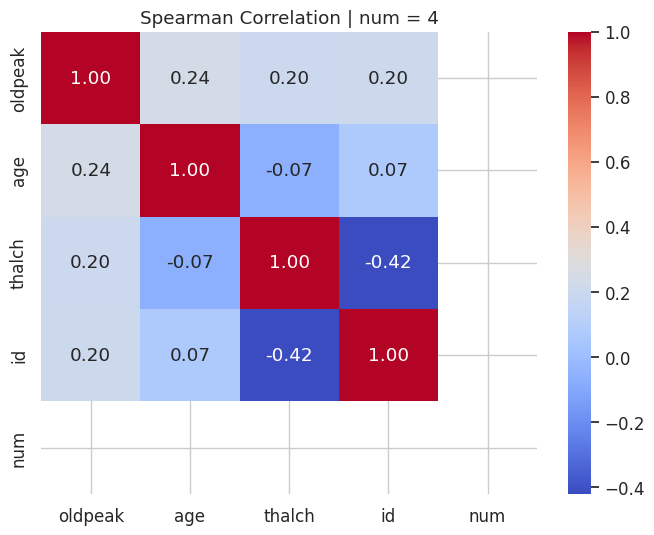 Spearman Correlation | num = 4
oldpeak 1.00 0.24 0.20 0.20
age 0.24 1.00 -0.07 0.07
thalch 0.20 -0.07 1.00 -0.42
id 0.20 0.07 -0.42 1.00
num
oldpeak age thalch id num
1.0
0.8
0.6
0.4
0.2
0.0
−0.2
−0.4